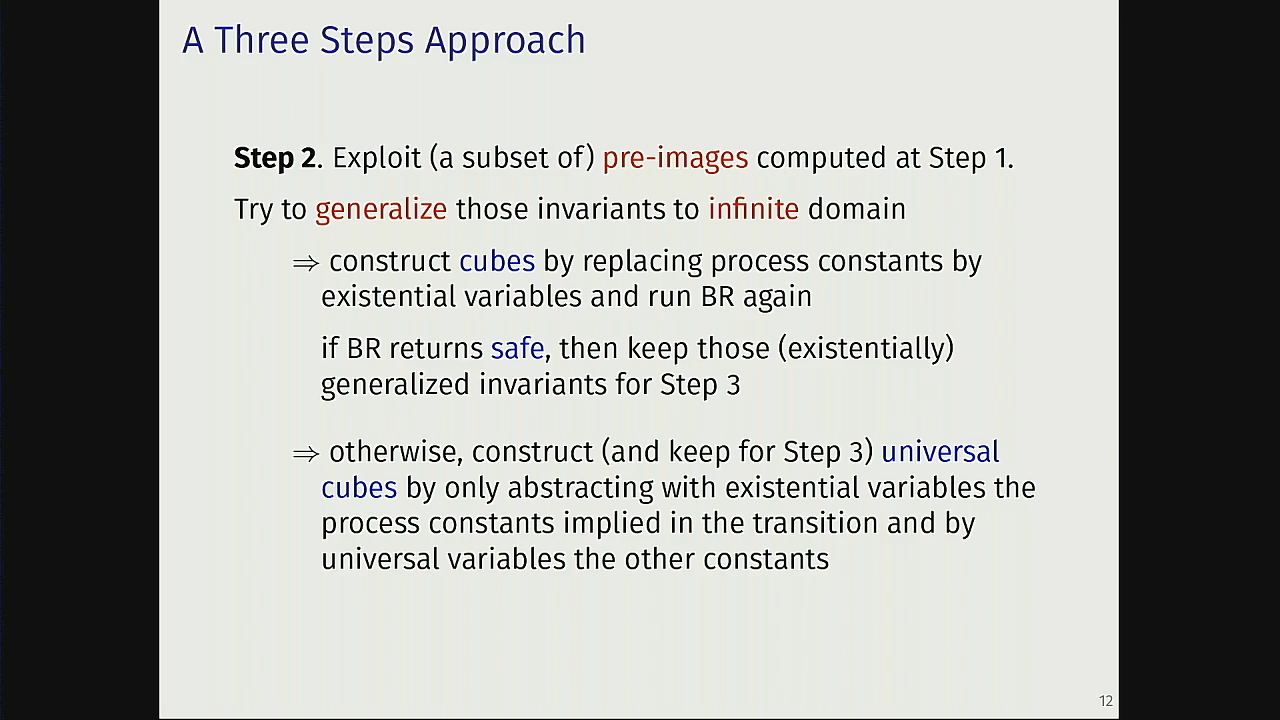 A Three Steps Approach
Step 2. Exploit (a subset of) pre-images computed at Step 1.
Try to generalize those invariants to infinite domain
⇒ construct cubes by replacing process constants by
existential variables and run BR again
if BR returns safe, then keep those (existentially)
generalized invariants for Step 3
⇒ otherwise, construct (and keep for Step 3) universal
cubes by only abstracting with existential variables the
process constants implied in the transition and by
universal variables the other constants
12